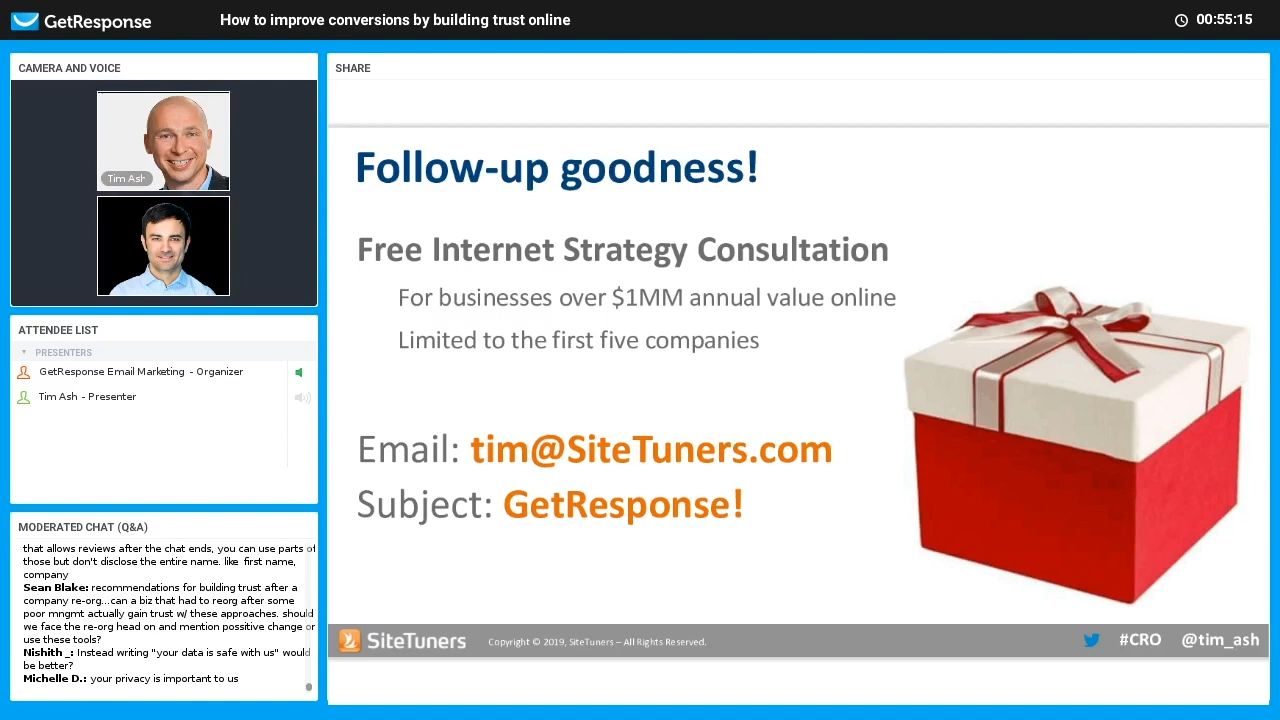 GetResponse
How to improve conversions by building trust online
00:55:15
CAMERA AND VOICE
Tim Ash
ATTENDEE LIST
PRESENTERS
GetResponse Email Marketing - Organizer
Tim Ash - Presenter
MODERATED CHAT (Q&A)
that allows reviews after the chat ends, you can use parts of
those but don't disclose the entire name. like first name,
company
Sean Blake: recommendations for building trust after a
company re-org...can a biz that had to reorg after some
poor mngmt actually gain trust w/ these approaches. should
we face the re-org head on and mention possitive change or
use these tools?
Nishith _: Instead writing "your data is safe with us" would
be better?
Michelle D.: your privacy is important to us
SHARE
Follow-up goodness!
Free Internet Strategy Consultation
For businesses over $1MM annual value online
Limited to the first five companies
Email: tim@SiteTuners.com
Subject: GetResponse!
SiteTuners
Copyright © 2019, SiteTuners – All Rights Reserved.
#CRO
@tim_ash